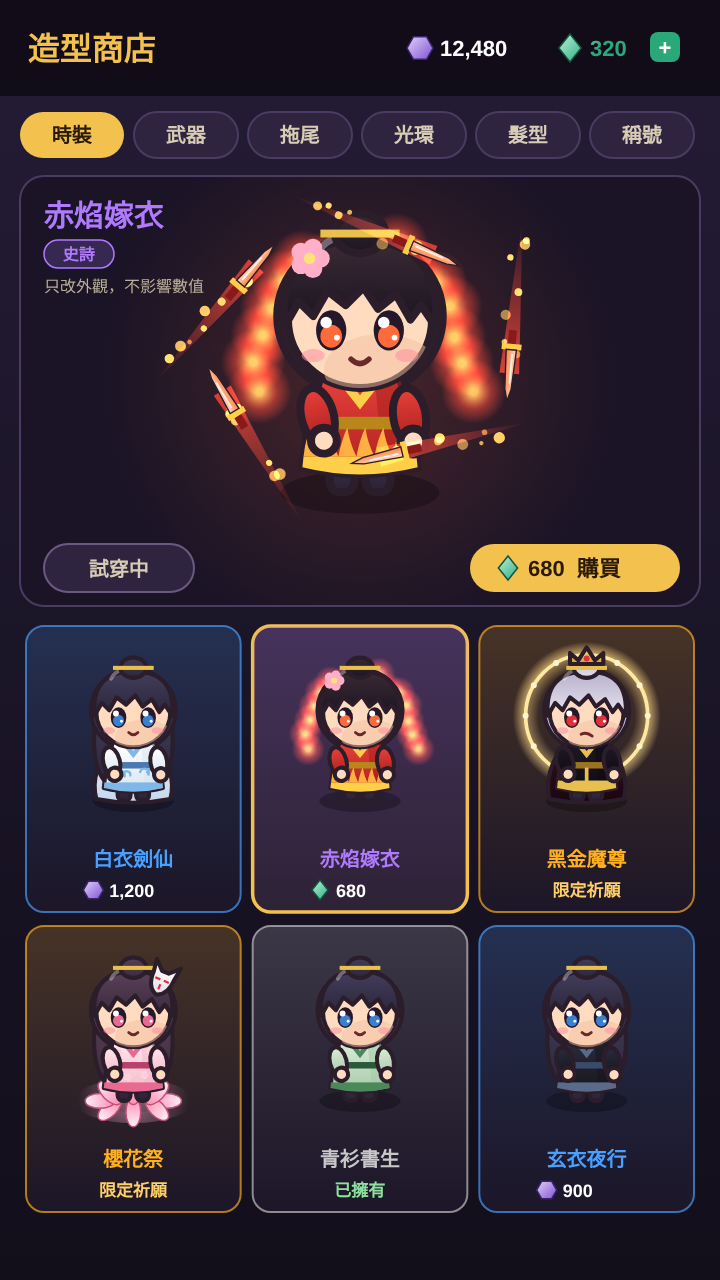 造型商店
12,480
320
+
時裝
武器
拖尾
光環
髮型
稱號
赤焰嫁衣
史詩
只改外觀，不影響數值
試穿中
680 購買
白衣劍仙
1,200
赤焰嫁衣
680
黑金魔尊
限定祈願
櫻花祭
限定祈願
青衫書生
已擁有
玄衣夜行
900